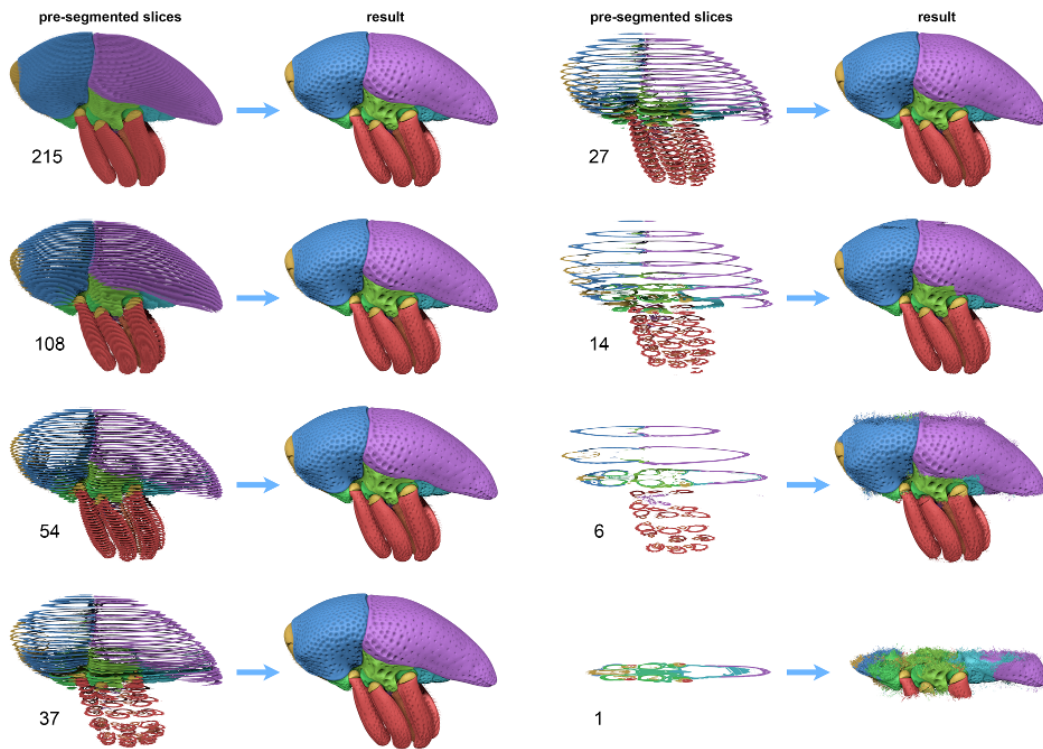 pre-segmented slices
result
215
108
54
37
pre-segmented slices
result
27
14
6
1